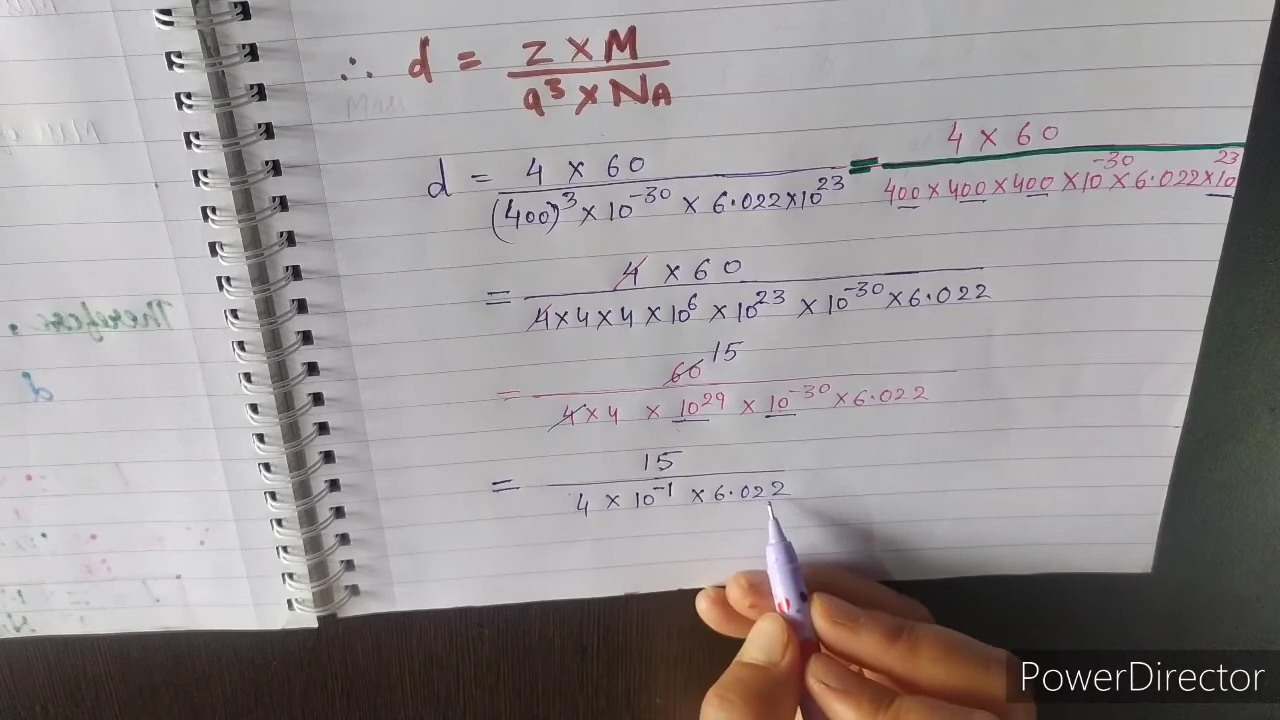 ∴ d = Z × M / a³ × NA
d = 4 × 60 / (400)³ × 10⁻³⁰ × 6.022 × 10²³ = 4 × 60 / 400 × 400 × 400 × 10⁻³⁰ × 6.022 × 10²³
= 4 × 60 / 4 × 4 × 4 × 10⁶ × 10²³ × 10⁻³⁰ × 6.022
= 60 15 / 4 × 4 × 10²⁹ × 10⁻³⁰ × 6.022
= 15 / 4 × 10⁻¹ × 6.022
Therefore,
d
PowerDirector